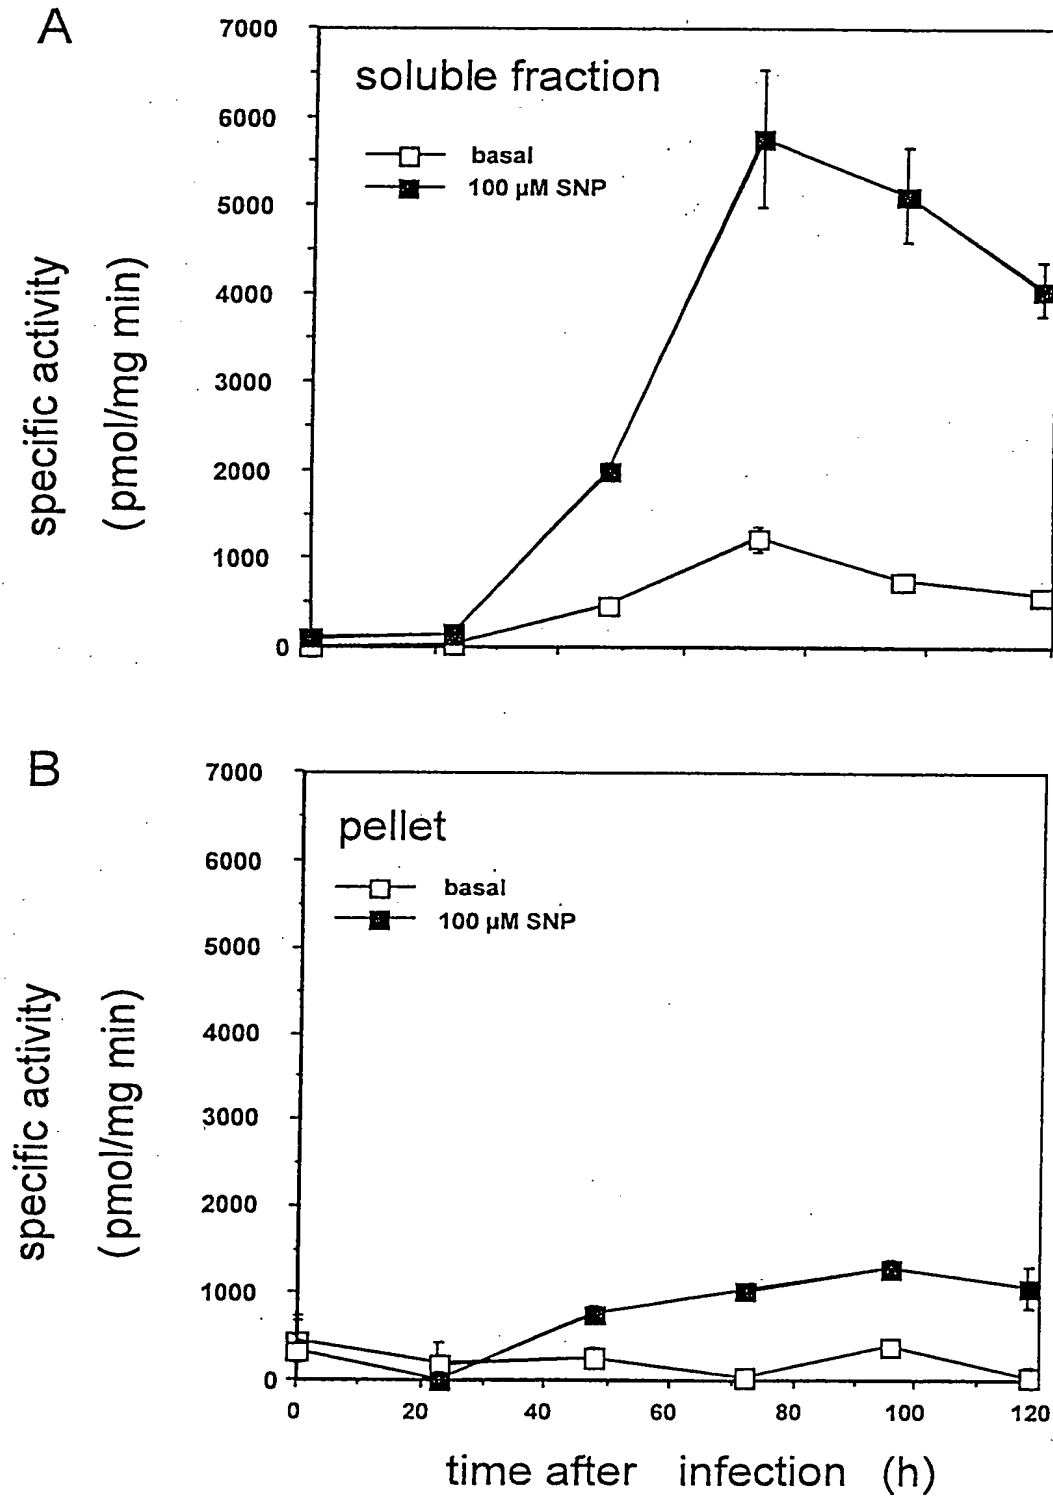 A
7000
6000
5000
4000
3000
2000
1000
0
soluble fraction
basal
100 µM SNP
specific activity
(pmol/mg min)
B
7000
6000
5000
4000
3000
2000
1000
0
pellet
basal
100 µM SNP
specific activity
(pmol/mg min)
0 20 40 60 80 100 120
time after infection (h)